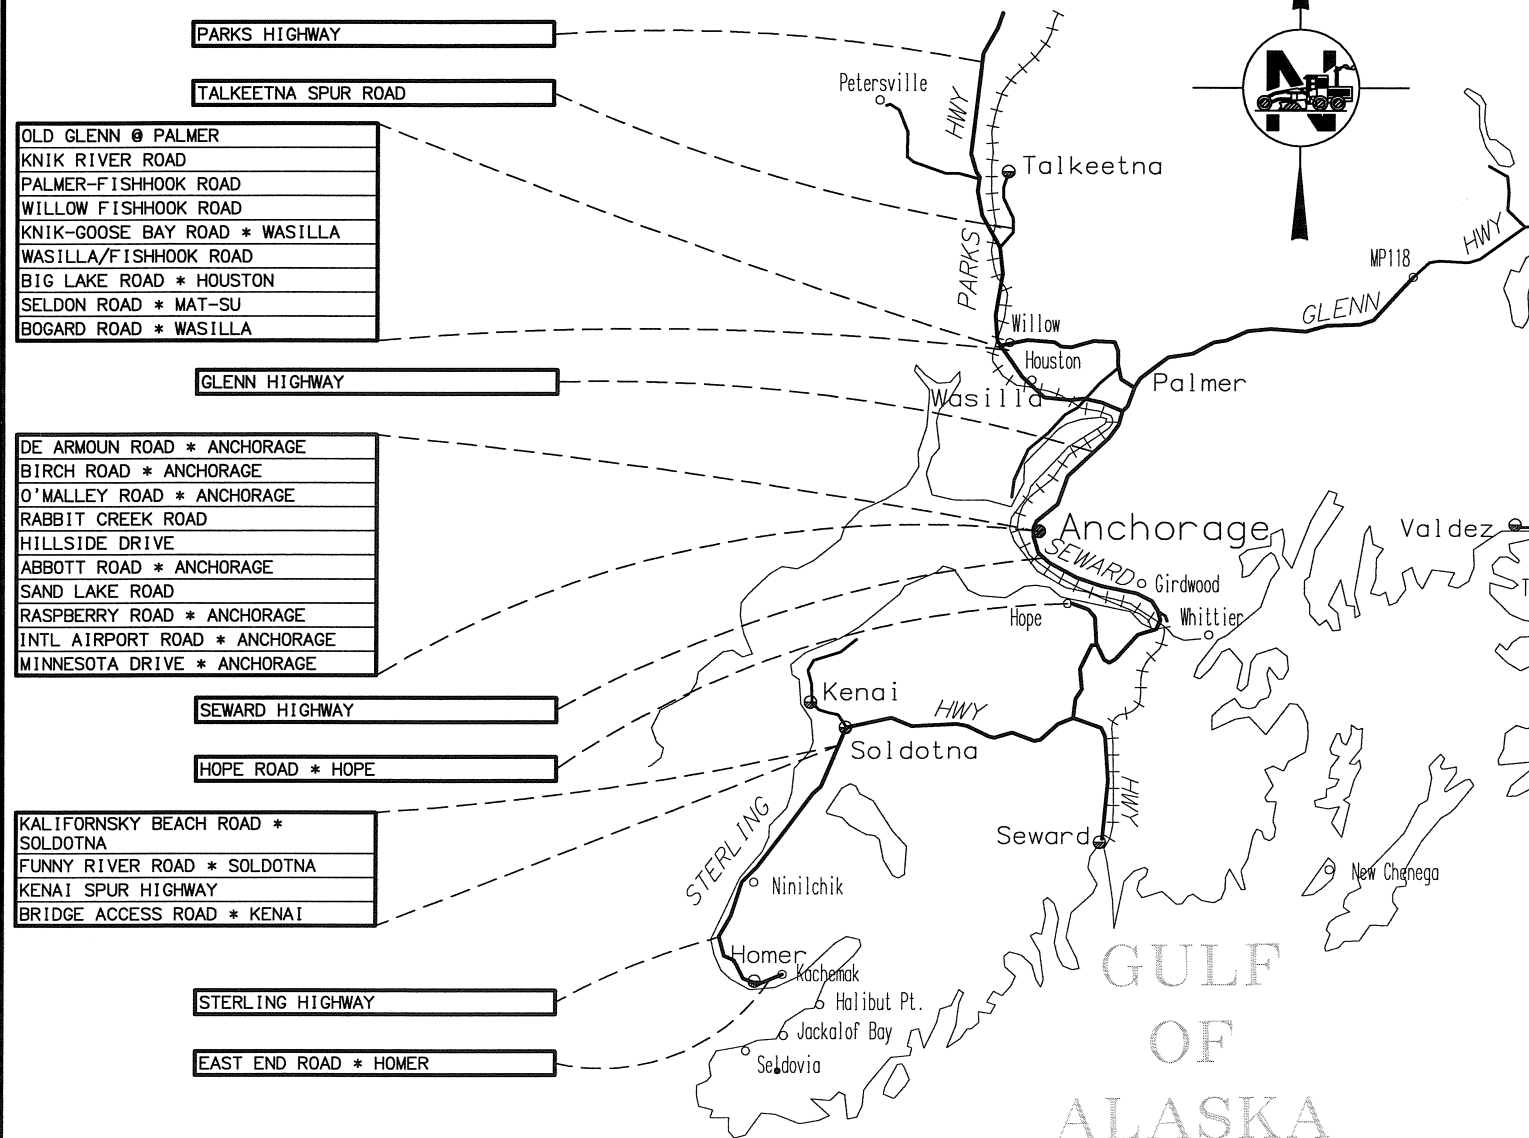 PARKS HIGHWAY
TALKEETNA SPUR ROAD
OLD GLENN @ PALMER
KNIK RIVER ROAD
PALMER-FISHHOOK ROAD
WILLOW FISHHOOK ROAD
KNIK-GOOSE BAY ROAD * WASILLA
WASILLA/FISHHOOK ROAD
BIG LAKE ROAD * HOUSTON
SELDON ROAD * MAT-SU
BOGARD ROAD * WASILLA
GLENN HIGHWAY
DE ARMOUN ROAD * ANCHORAGE
BIRCH ROAD * ANCHORAGE
O'MALLEY ROAD * ANCHORAGE
RABBIT CREEK ROAD
HILLSIDE DRIVE
ABBOTT ROAD * ANCHORAGE
SAND LAKE ROAD
RASPBERRY ROAD * ANCHORAGE
INTL AIRPORT ROAD * ANCHORAGE
MINNESOTA DRIVE * ANCHORAGE
SEWARD HIGHWAY
HOPE ROAD * HOPE
KALIFORNSKY BEACH ROAD *
SOLDOTNA
FUNNY RIVER ROAD * SOLDOTNA
KENAI SPUR HIGHWAY
BRIDGE ACCESS ROAD * KENAI
STERLING HIGHWAY
EAST END ROAD * HOMER
N
Petersville
HWY
Talkeetna
PARKS
HWY
MP118
GLENN
Willow
Houston
Wasilla
Palmer
Anchorage
Valdez
SEWARD
Girdwood
Hope
Whittier
T
Kenai
HWY
Soldotna
HWY
STERLING
Seward
Ninilchik
New Chenega
Homer
Kachemak
Halibut Pt.
Jackalof Bay
Seldovia
GULF
OF
ALASKA